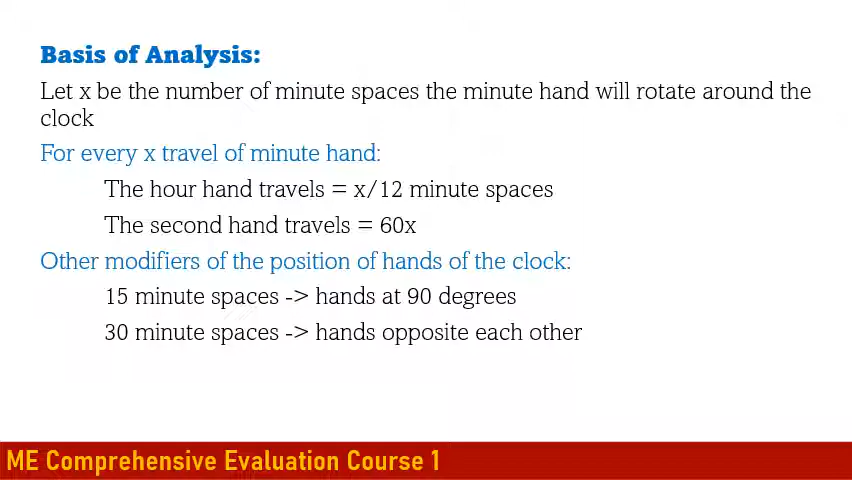 Basis of Analysis:
Let x be the number of minute spaces the minute hand will rotate around the
clock
For every x travel of minute hand:
The hour hand travels = x/12 minute spaces
The second hand travels = 60x
Other modifiers of the position of hands of the clock:
15 minute spaces -> hands at 90 degrees
30 minute spaces -> hands opposite each other
ME Comprehensive Evaluation Course 1